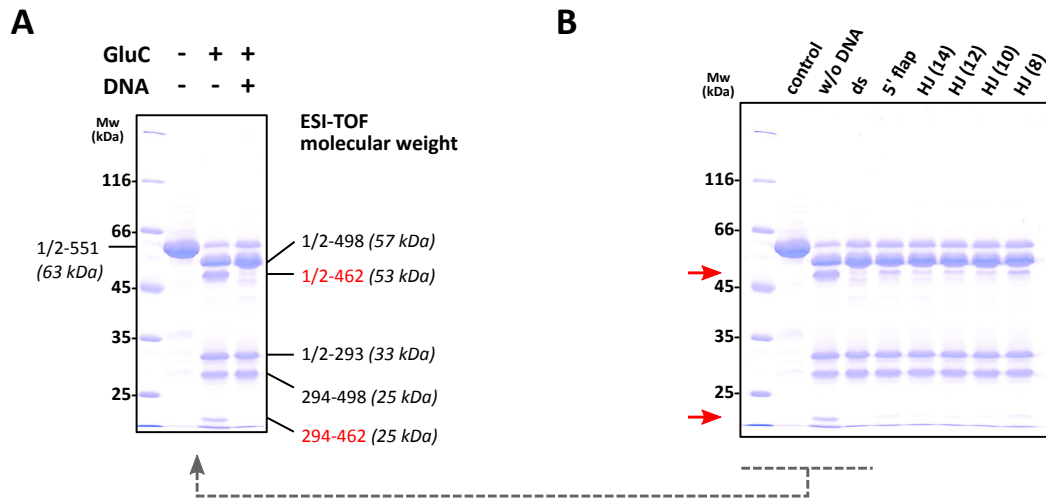 A
GluC - + +
DNA - - +
Mw
(kDa)
ESI-TOF
molecular weight
116-
66-
45-
35-
25-
1/2-551
(63 kDa)
1/2-498 (57 kDa)
1/2-462 (53 kDa)
1/2-293 (33 kDa)
294-498 (25 kDa)
294-462 (25 kDa)
B
Mw
(kDa)
control
w/o DNA
ds
5' flap
HJ (14)
HJ (12)
HJ (10)
HJ (8)
116-
66-
45-
35-
25-